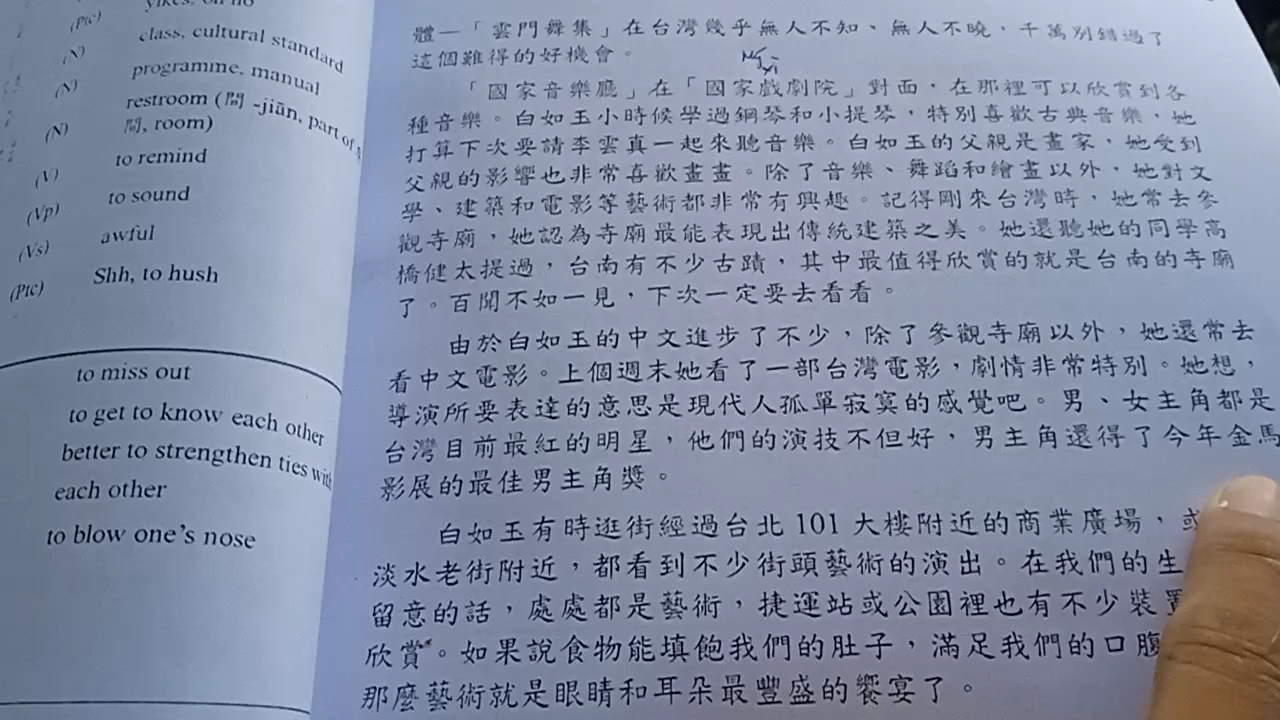 yikes, oh no
(Ptc)
class, cultural standard
(N)
programme, manual
(N)
restroom (間 -jiān, part of a
間, room)
(N)
to remind
(V)
to sound
(Vp)
awful
(Vs)
Shh, to hush
(Ptc)
to miss out
to get to know each other
better to strengthen ties with
each other
to blow one's nose
體—「雲門舞集」在台灣幾乎無人不知、無人不曉,千萬別錯過了
這個難得的好機會。
「國家音樂廳」在「國家戲劇院」對面,在那裡可以欣賞到各
種音樂。白如玉小時候學過鋼琴和小提琴,特別喜歡古典音樂,她
打算下次要請李雲真一起來聽音樂。白如玉的父親是畫家,她受到
父親的影響也非常喜歡畫畫。除了音樂、舞蹈和繪畫以外,她對文
學、建築和電影等藝術都非常有興趣。記得剛來台灣時,她常去參
觀寺廟,她認為寺廟最能表現出傳統建築之美。她還聽她的同學高
橋健太提過,台南有不少古蹟,其中最值得欣賞的就是台南的寺廟
了。百聞不如一見,下次一定要去看看。
由於白如玉的中文進步了不少,除了參觀寺廟以外,她還常去
看中文電影。上個週末她看了一部台灣電影,劇情非常特別。她想,
導演所要表達的意思是現代人孤單寂寞的感覺吧。男、女主角都是
台灣目前最紅的明星,他們的演技不但好,男主角還得了今年金馬
影展的最佳男主角獎。
白如玉有時逛街經過台北 101 大樓附近的商業廣場,或
淡水老街附近,都看到不少街頭藝術的演出。在我們的生
留意的話,處處都是藝術,捷運站或公園裡也有不少裝置
欣賞。如果說食物能填飽我們的肚子,滿足我們的口腹
那麼藝術就是眼睛和耳朵最豐盛的饗宴了。